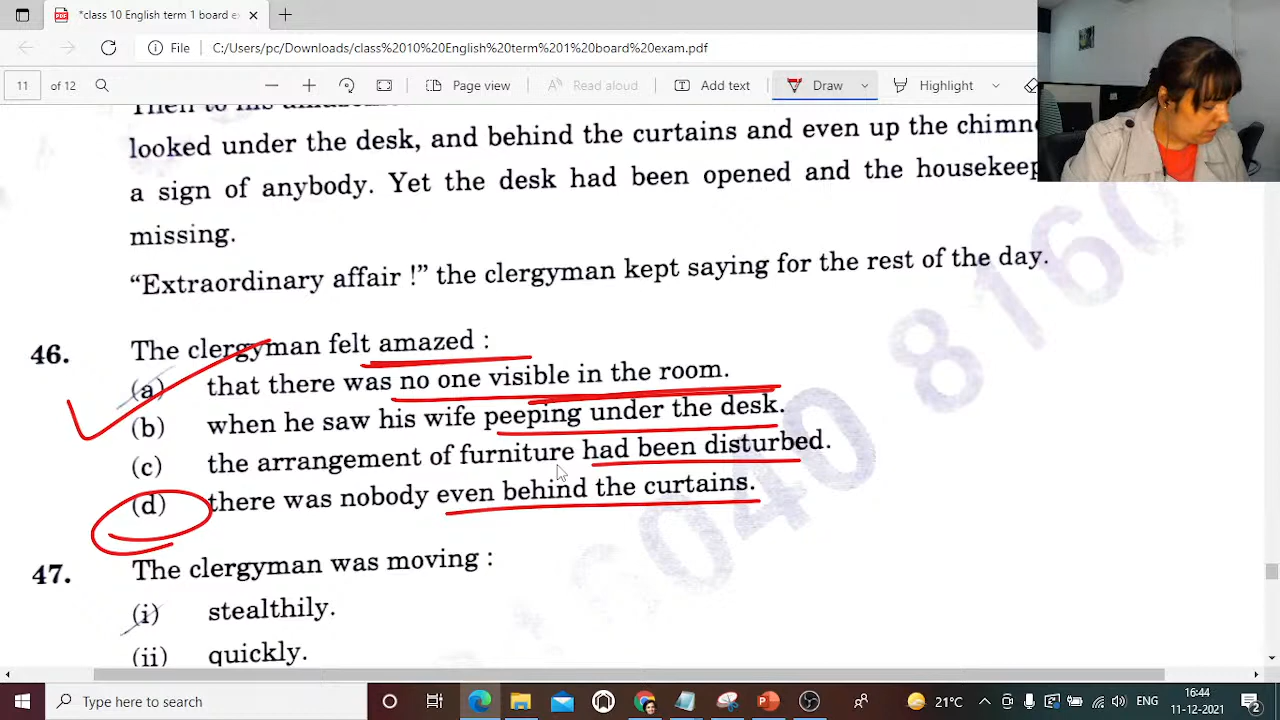 *class 10 English term 1 board e
File
C:/Users/pc/Downloads/class%2010%20English%20term%201%20board%20exam.pdf
11 of 12
Page view
Read aloud
Add text
Draw
Highlight
Then to his
looked under the desk, and behind the curtains and even up the chimn
a sign of anybody. Yet the desk had been opened and the housekeep
missing.
“Extraordinary affair !” the clergyman kept saying for the rest of the day.
46. The clergyman felt amazed :
(a) that there was no one visible in the room.
(b) when he saw his wife peeping under the desk.
(c) the arrangement of furniture had been disturbed.
(d) there was nobody even behind the curtains.
47. The clergyman was moving :
(i) stealthily.
(ii) quickly.
6040 8160
Type here to search
21°C
ENG
16:44
11-12-2021
2